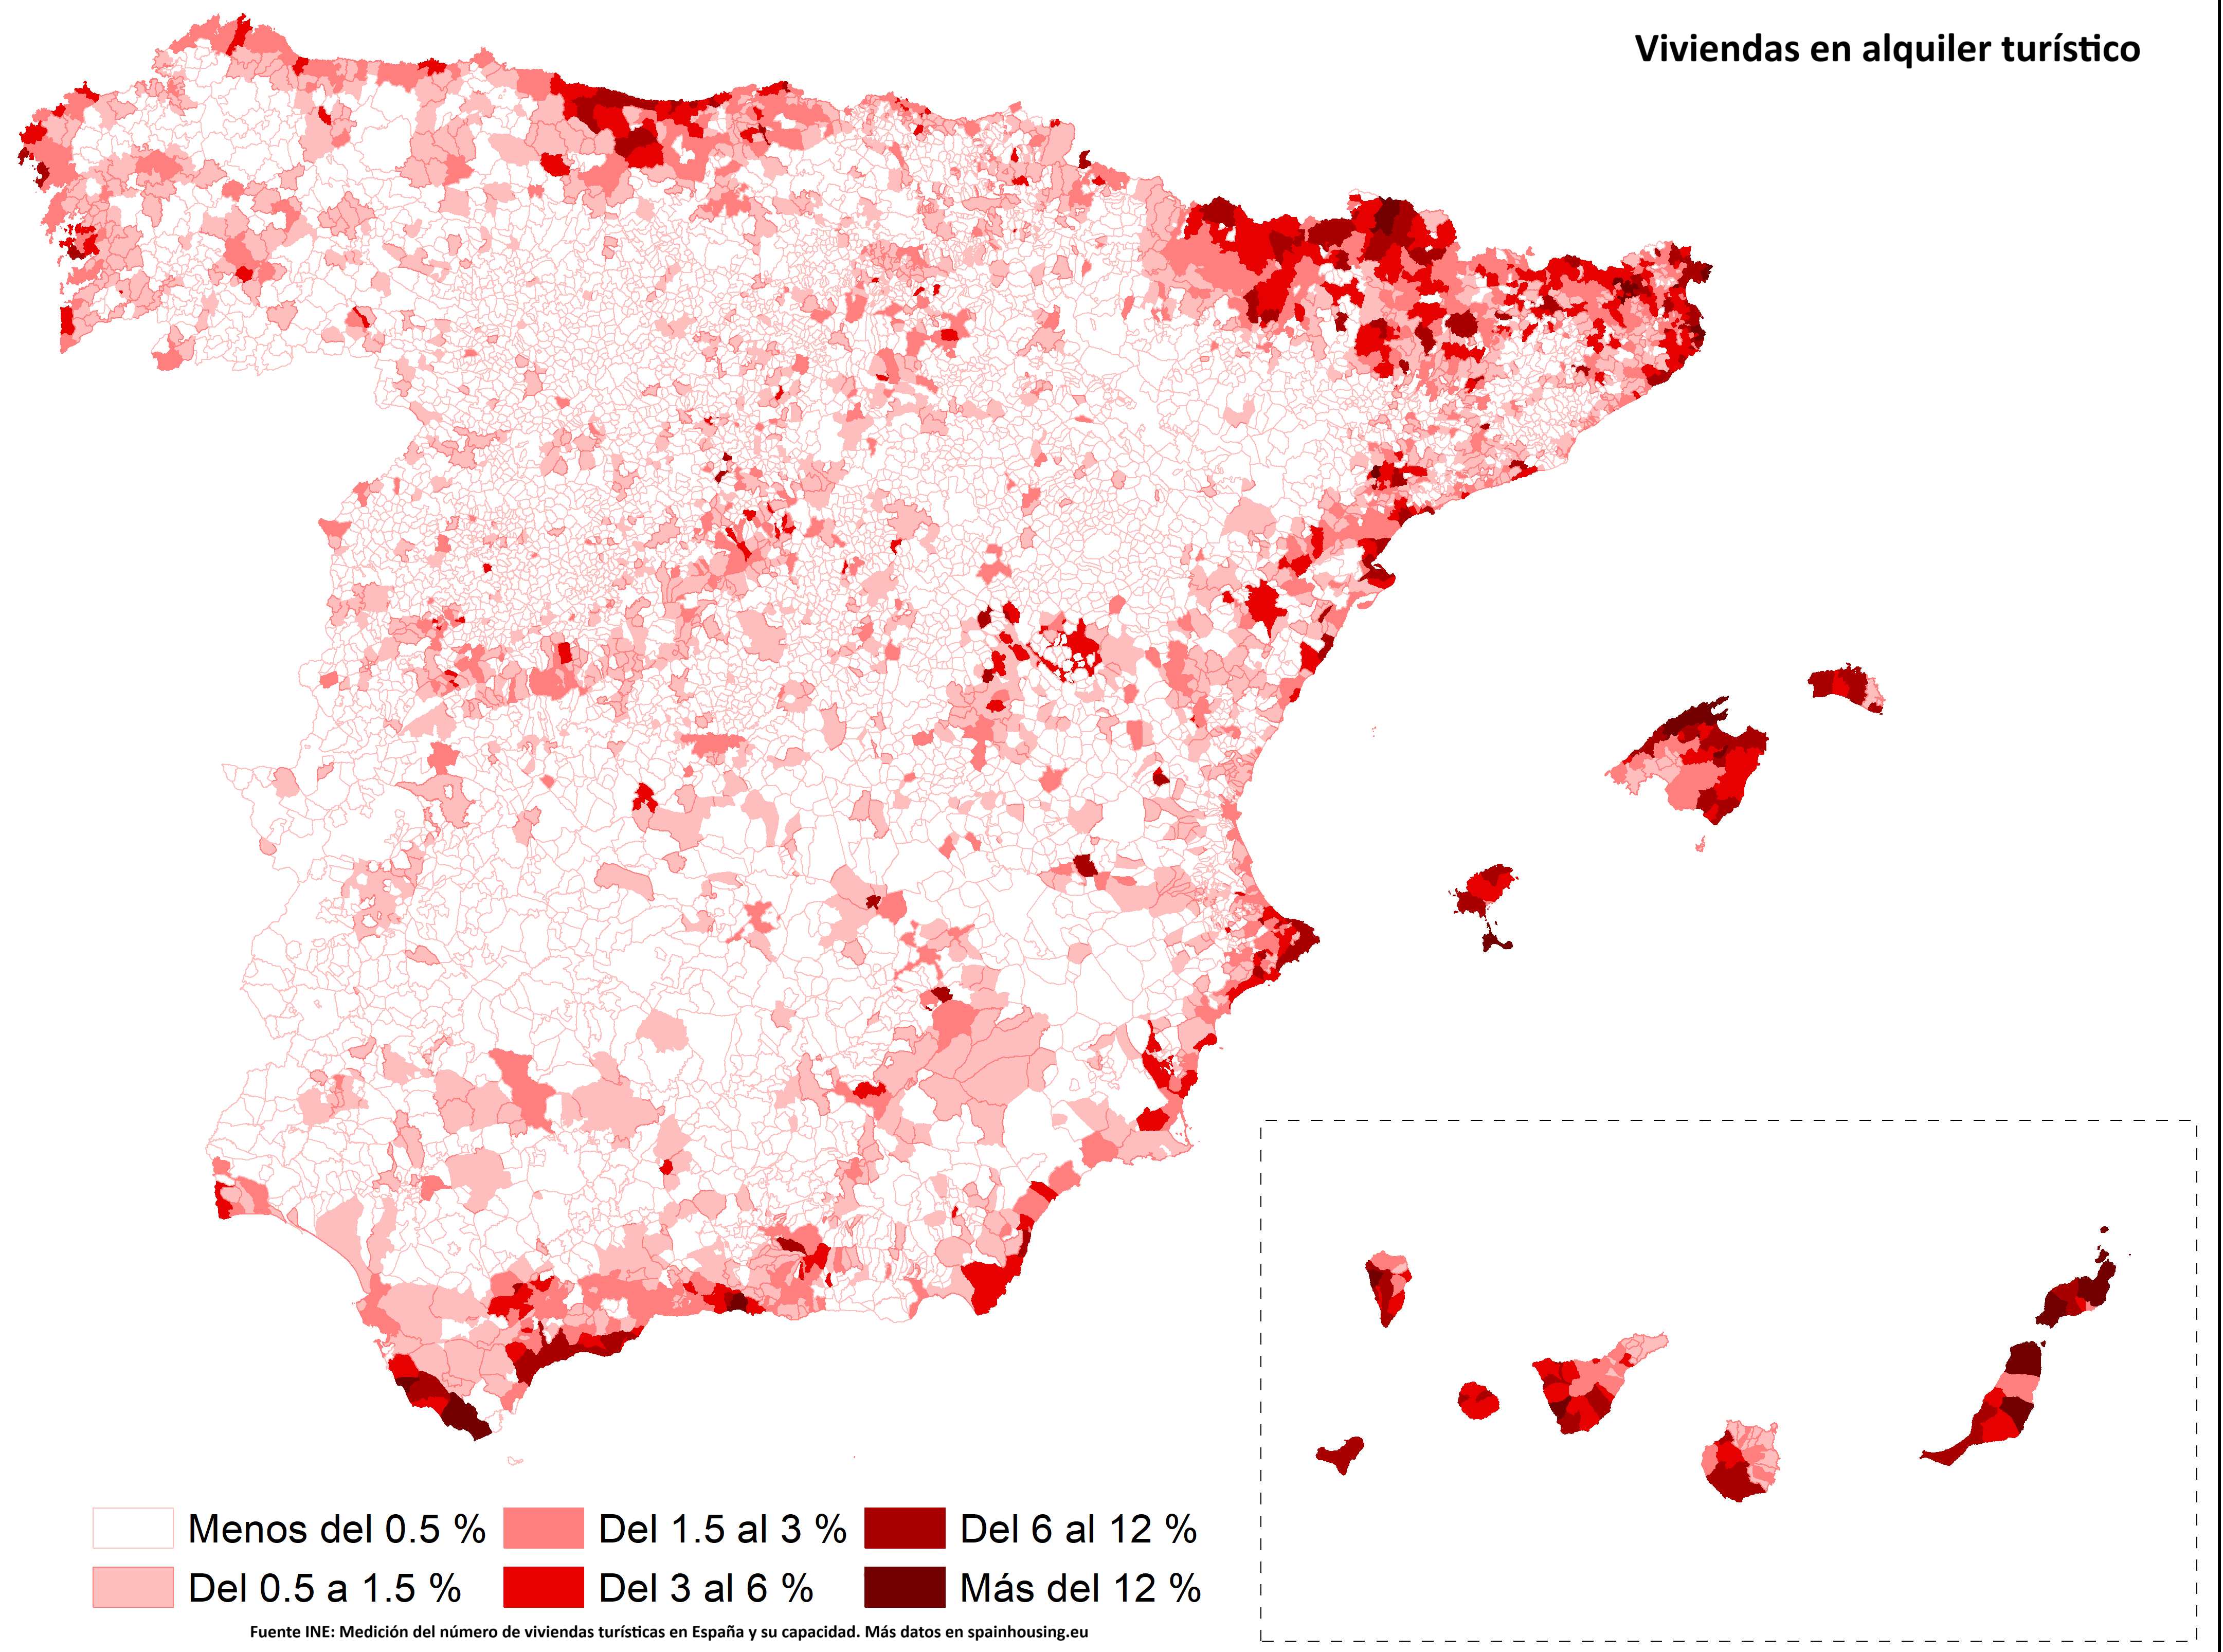 Viviendas en alquiler turístico
Menos del 0.5 %
Del 1.5 al 3 %
Del 6 al 12 %
Del 0.5 a 1.5 %
Del 3 al 6 %
Más del 12 %
Fuente INE: Medición del número de viviendas turísticas en España y su capacidad. Más datos en spainhousing.eu